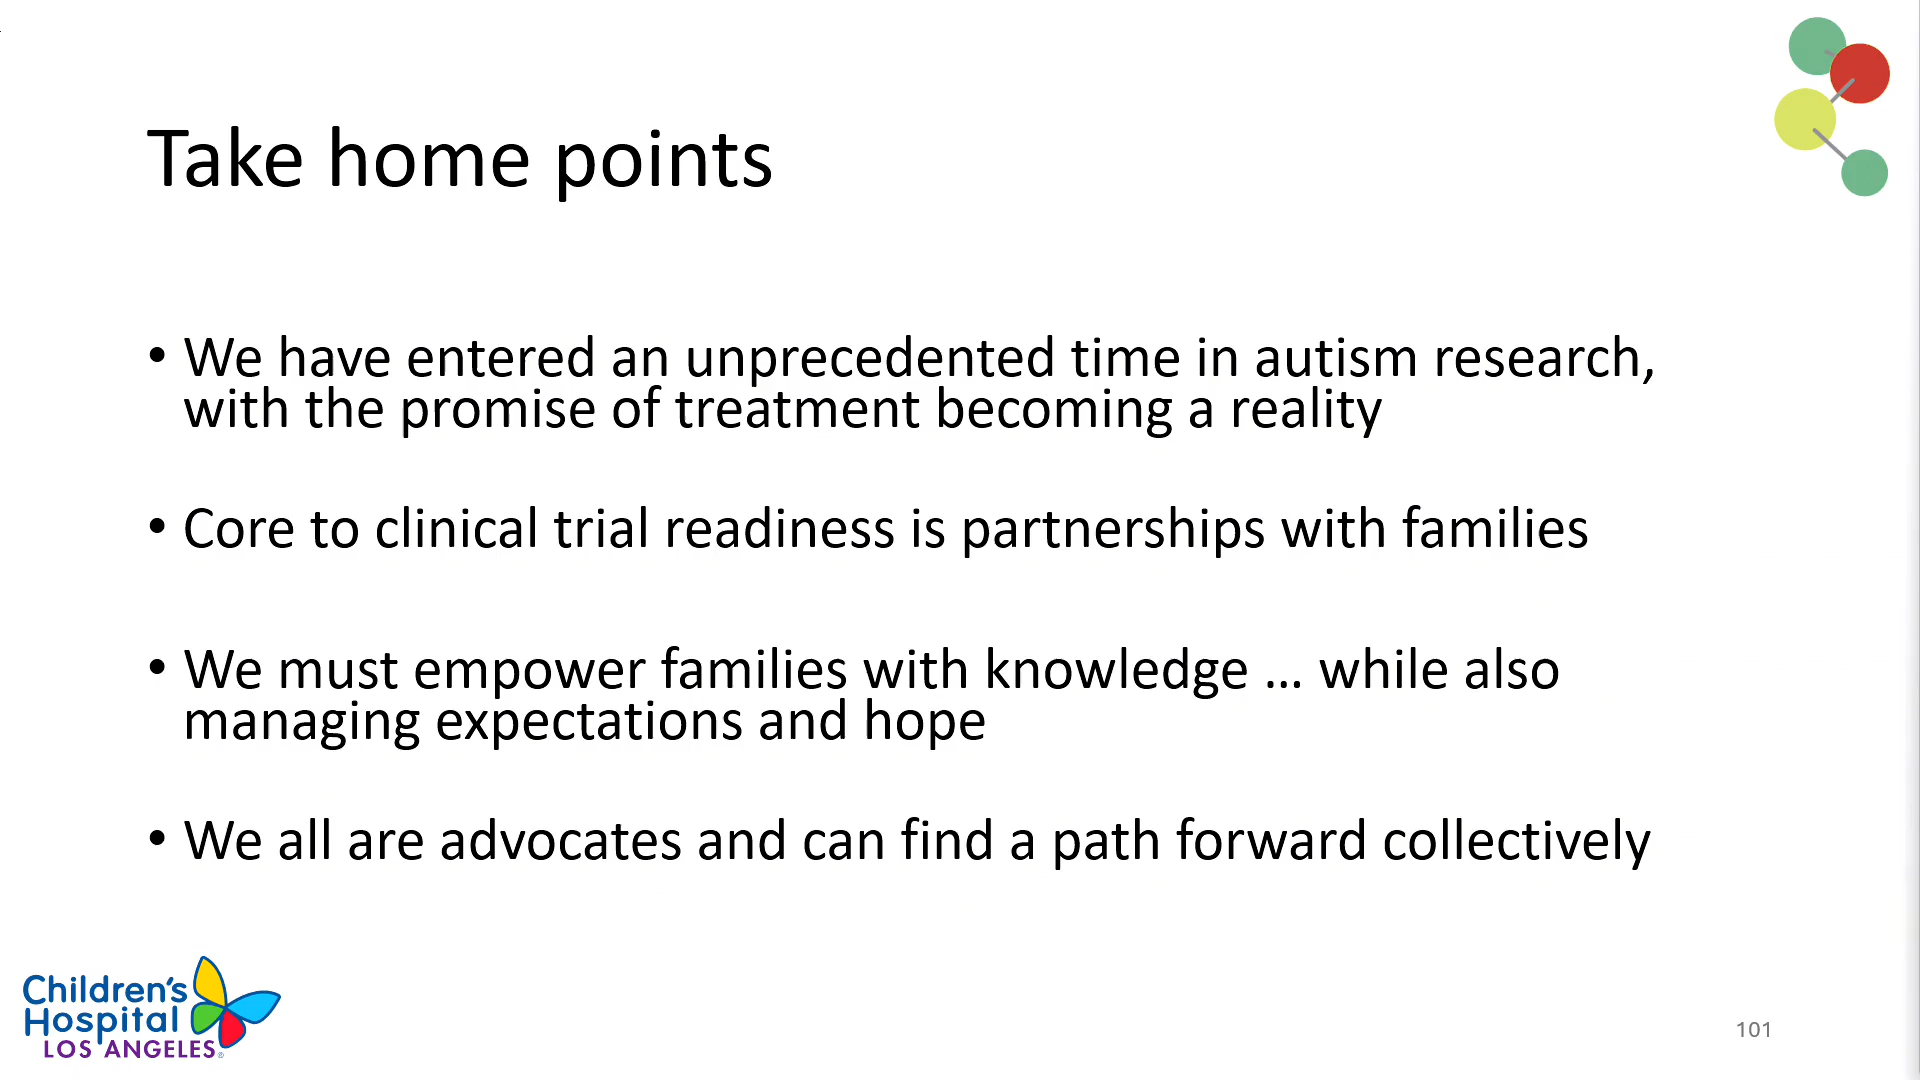 Take home points
• We have entered an unprecedented time in autism research,
with the promise of treatment becoming a reality
• Core to clinical trial readiness is partnerships with families
• We must empower families with knowledge … while also
managing expectations and hope
• We all are advocates and can find a path forward collectively
Children's
Hospital
LOS ANGELES®
101